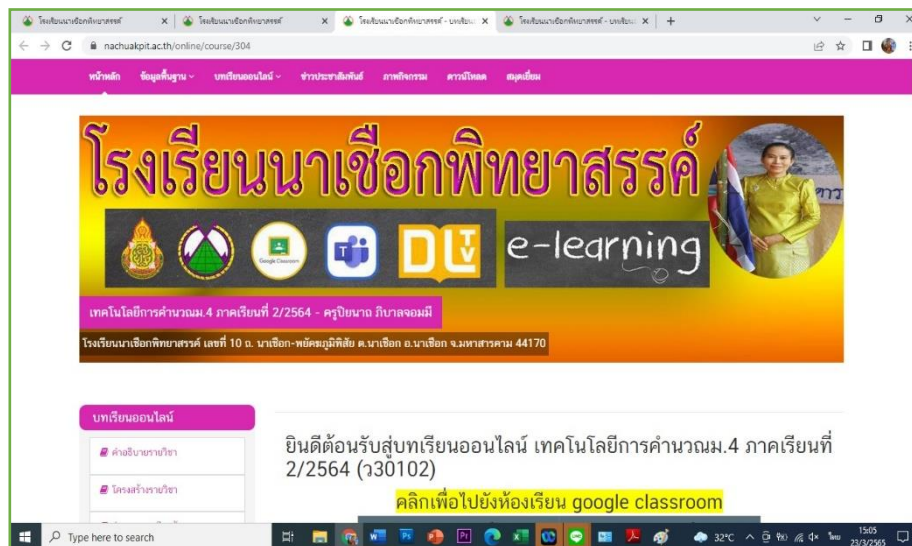 โรงเรียนนาเชือกพิทยาสรรค์
โรงเรียนนาเชือกพิทยาสรรค์
โรงเรียนนาเชือกพิทยาสรรค์ - บทเรียน
โรงเรียนนาเชือกพิทยาสรรค์ - บทเรียน
nachuakpit.ac.th/online/course/304
หน้าหลัก ข้อมูลพื้นฐาน บทเรียนออนไลน์ ข่าวประชาสัมพันธ์ ภาพกิจกรรม ดาวน์โหลด สมุดเยี่ยม
โรงเรียนนาเชือกพิทยาสรรค์
Google Classroom
T
DLTV
e-learning
เทคโนโลยีการคำนวณม.4 ภาคเรียนที่ 2/2564 - ครูปิยนาถ ภิบาลจอมมี
โรงเรียนนาเชือกพิทยาสรรค์ เลขที่ 10 ถ. นาเชือก-พยัคฆภูมิพิสัย ต.นาเชือก อ.นาเชือก จ.มหาสารคาม 44170
บทเรียนออนไลน์
คำอธิบายรายวิชา
โครงสร้างรายวิชา
ยินดีต้อนรับสู่บทเรียนออนไลน์ เทคโนโลยีการคำนวณม.4 ภาคเรียนที่
2/2564 (ว30102)
คลิกเพื่อไปยังห้องเรียน google classroom
Type here to search
32°C
ไทย
15:05
23/3/2565